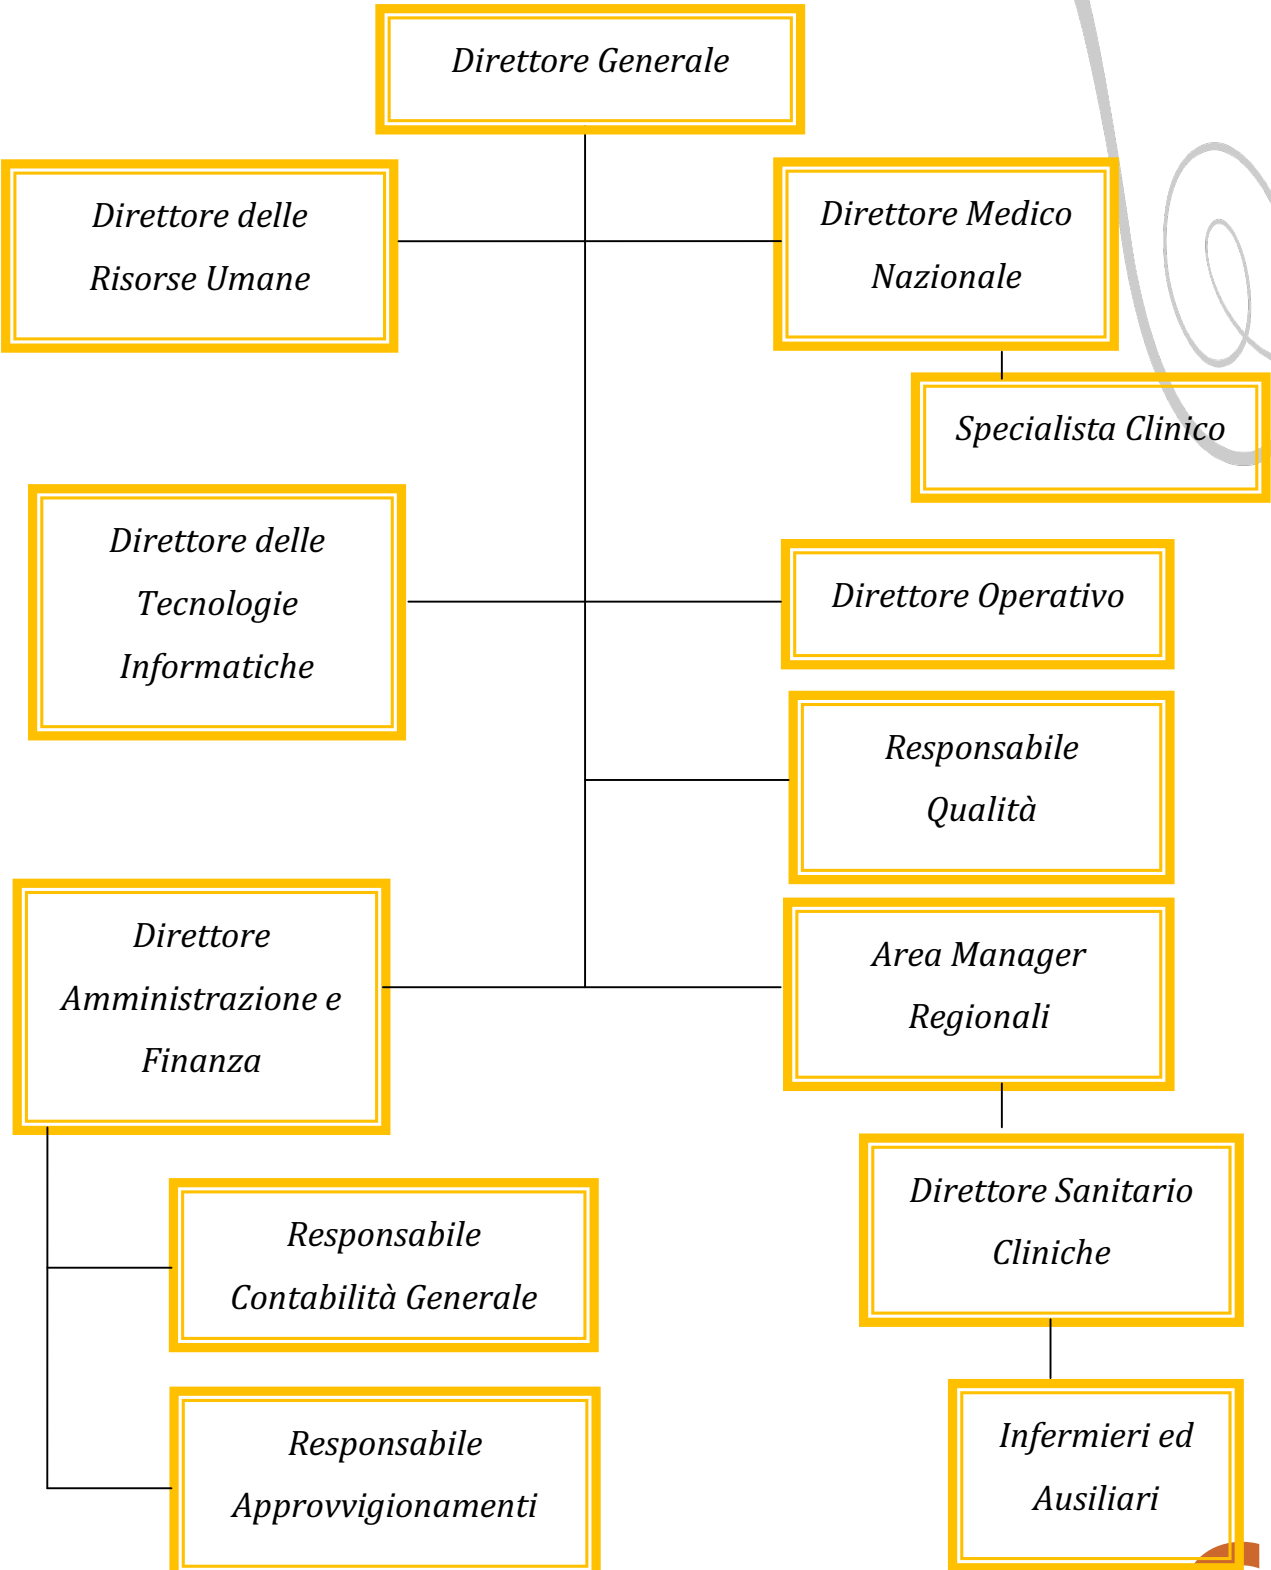 Direttore Generale
Direttore delle
Risorse Umane
Direttore Medico
Nazionale
Specialista Clinico
Direttore delle
Tecnologie
Informatiche
Direttore Operativo
Responsabile
Qualità
Direttore
Amministrazione e
Finanza
Area Manager
Regionali
Responsabile
Contabilità Generale
Direttore Sanitario
Cliniche
Responsabile
Approvvigionamenti
Infermieri ed
Ausiliari